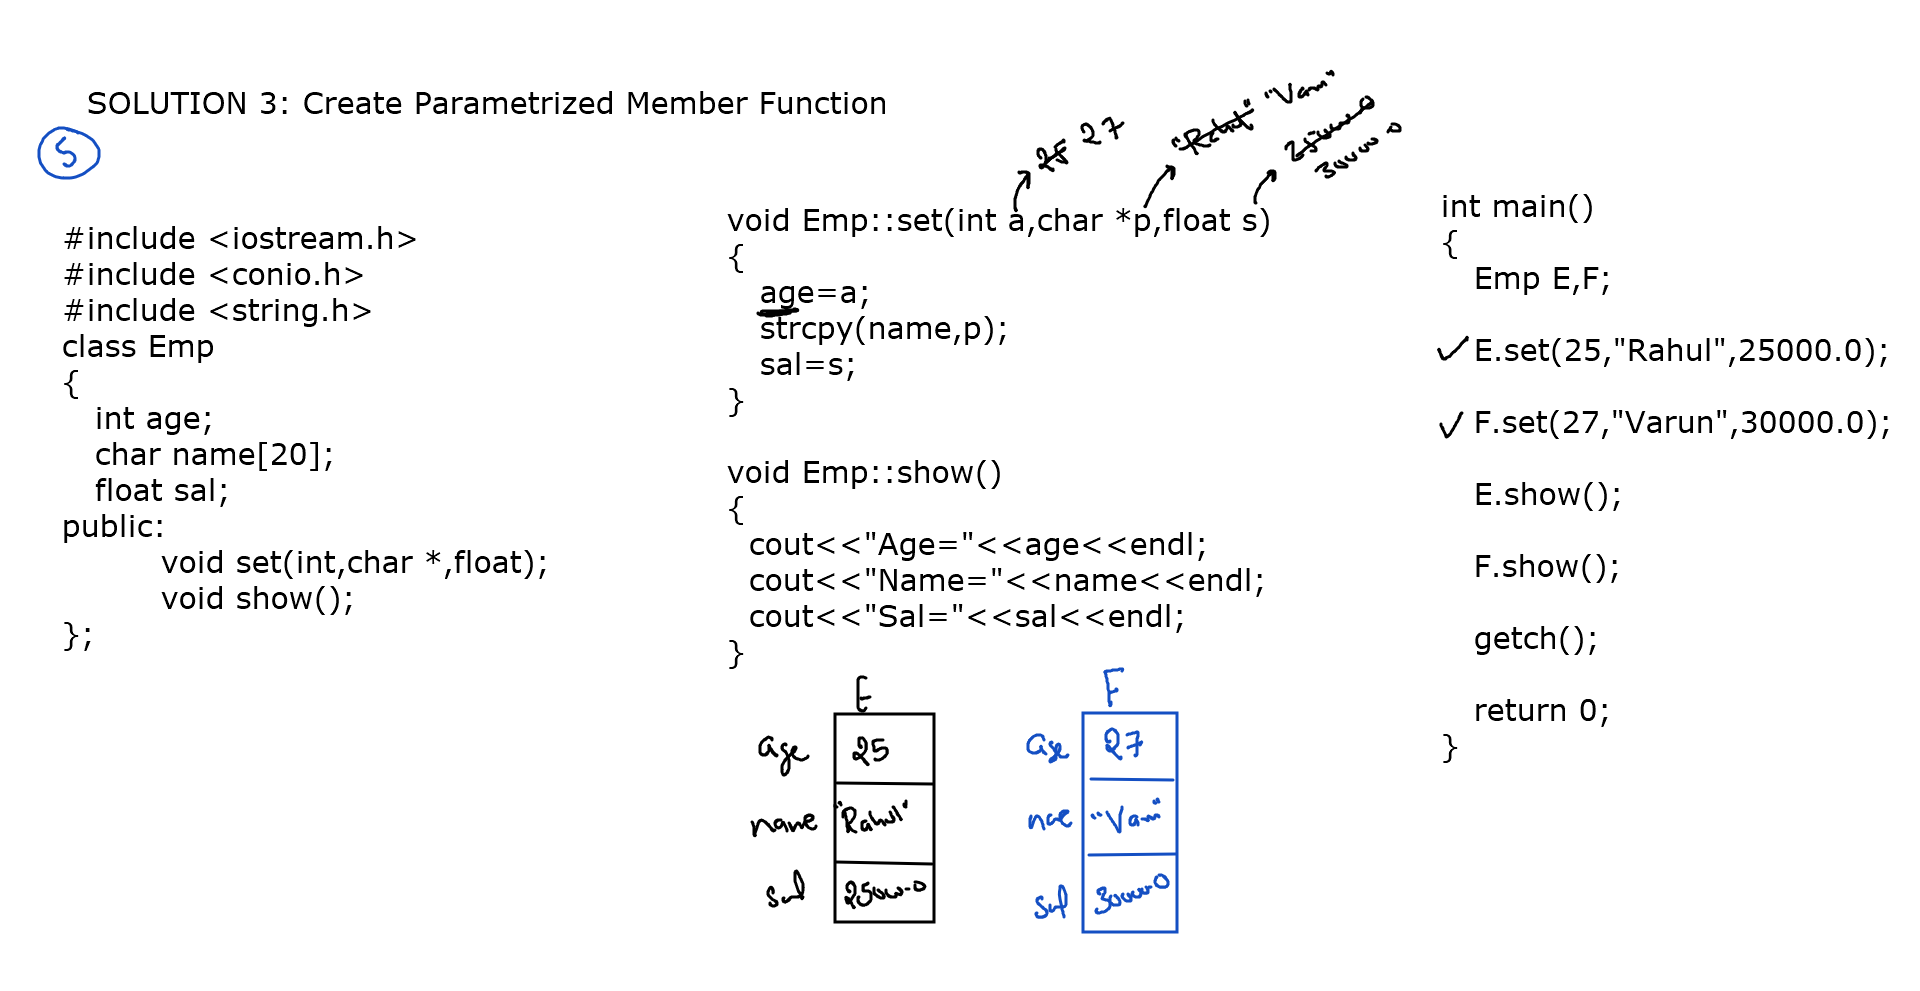 SOLUTION 3: Create Parametrized Member Function
5
#include <iostream.h>
#include <conio.h>
#include <string.h>
class Emp
{
int age;
char name[20];
float sal;
public:
void set(int,char *,float);
void show();
};
25 27
"Rahul" "Varun"
25000.0
30000.0
void Emp::set(int a,char *p,float s)
{
age=a;
strcpy(name,p);
sal=s;
}
void Emp::show()
{
cout<<"Age="<<age<<endl;
cout<<"Name="<<name<<endl;
cout<<"Sal="<<sal<<endl;
}
E
age 25
name "Rahul"
sal 25000.0
F
age 27
"Varun"
sal 30000.0
int main()
{
Emp E,F;
E.set(25,"Rahul",25000.0);
F.set(27,"Varun",30000.0);
E.show();
F.show();
getch();
return 0;
}